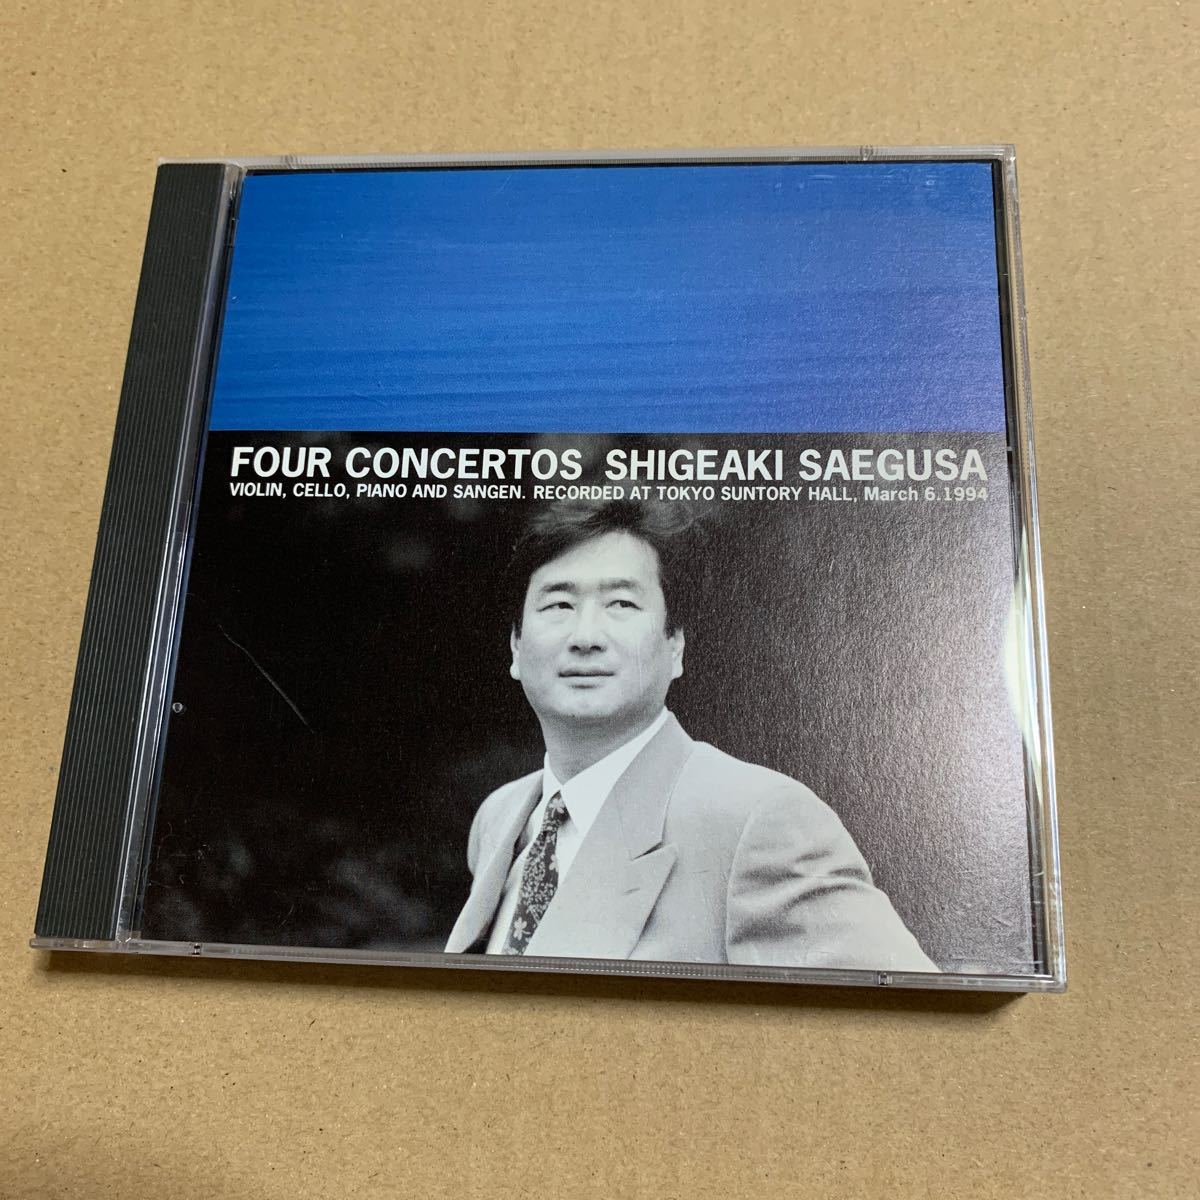 FOUR CONCERTOS SHIGEAKI SAEGUSA
VIOLIN, CELLO, PIANO AND SANGEN. RECORDED AT TOKYO SUNTORY HALL, March 6.1994